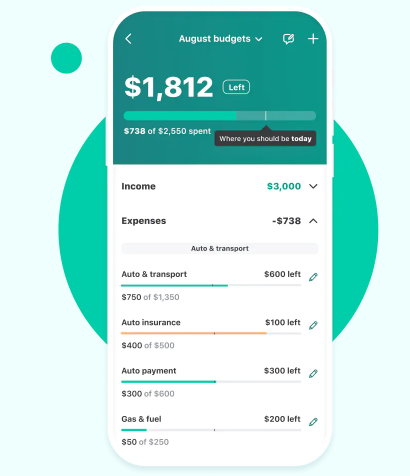 August budgets
$1,812 Left
$738 of $2,550 spent
Where you should be today
Income $3,000
Expenses -$738
Auto & transport
Auto & transport $600 left
$750 of $1,350
Auto insurance $100 left
$400 of $500
Auto payment $300 left
$300 of $600
Gas & fuel $200 left
$50 of $250